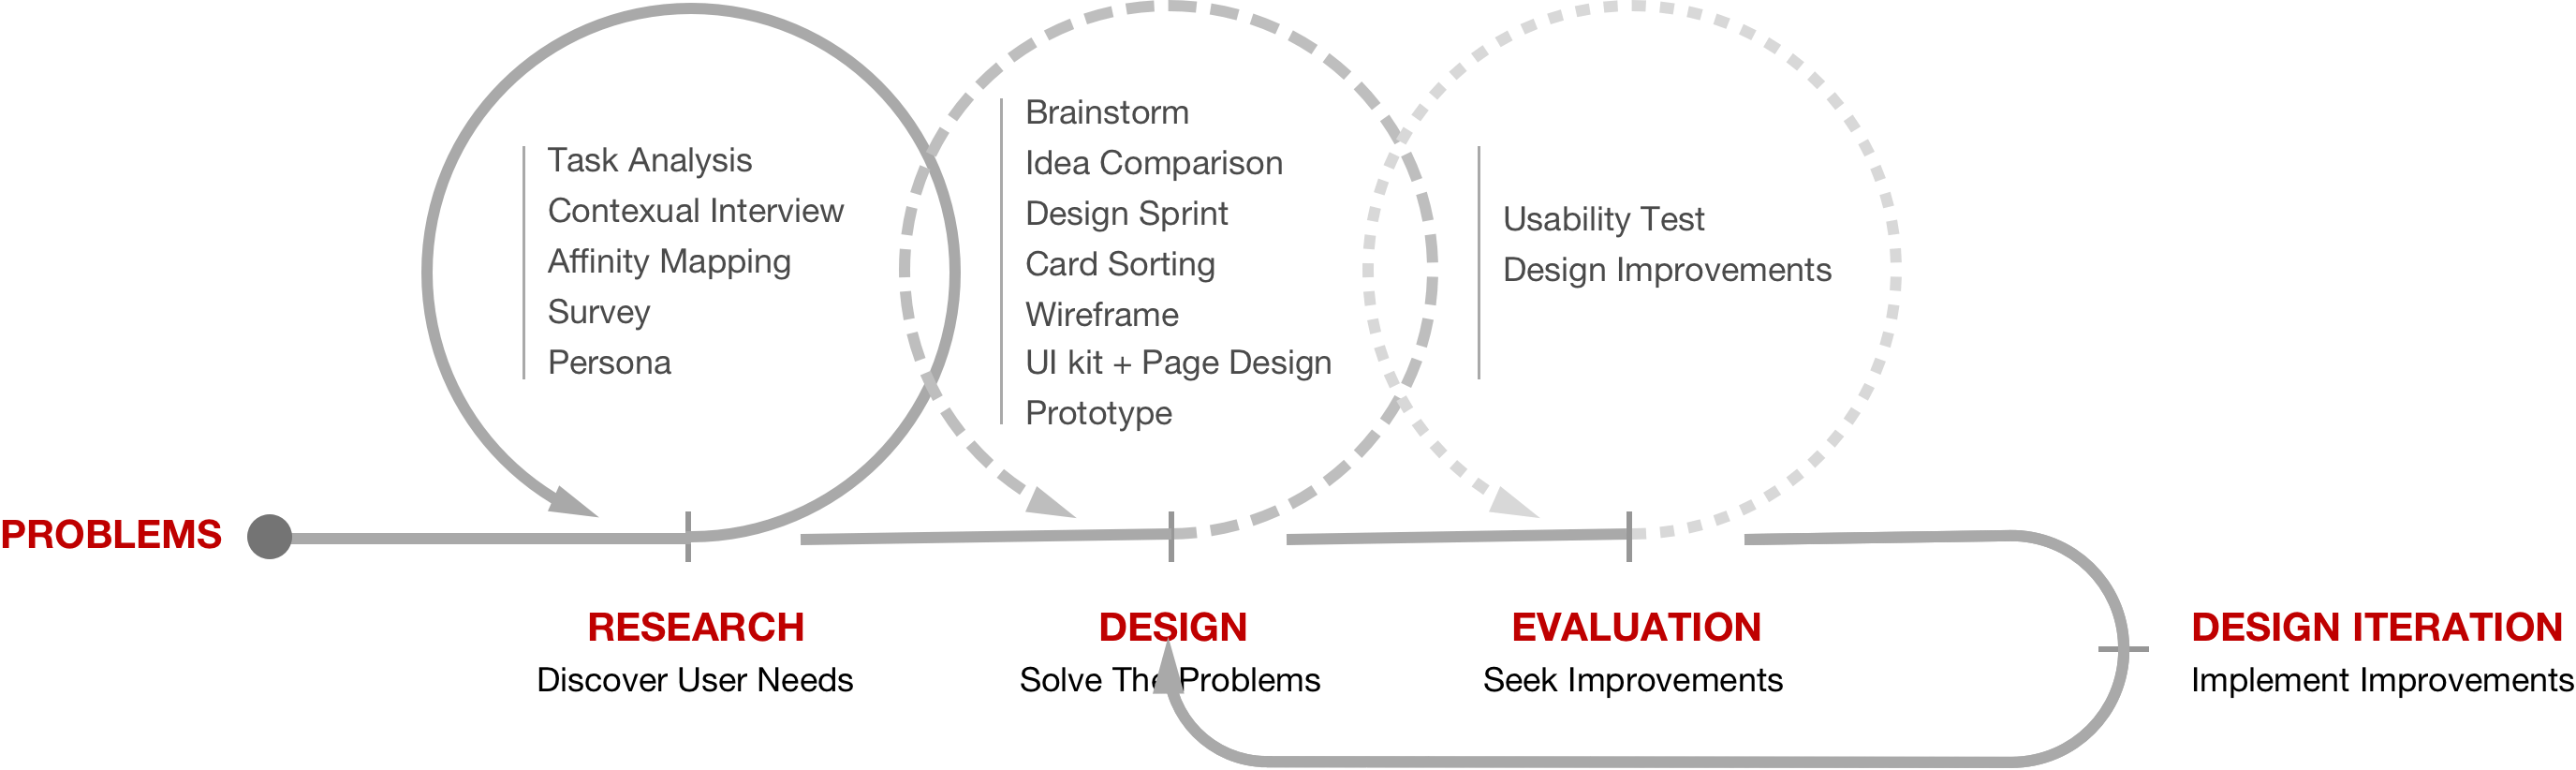 Task Analysis
Contexual Interview
Affinity Mapping
Survey
Persona
Brainstorm
Idea Comparison
Design Sprint
Card Sorting
Wireframe
UI kit + Page Design
Prototype
Usability Test
Design Improvements
PROBLEMS
RESEARCH
Discover User Needs
DESIGN
Solve The Problems
EVALUATION
Seek Improvements
DESIGN ITERATION
Implement Improvements